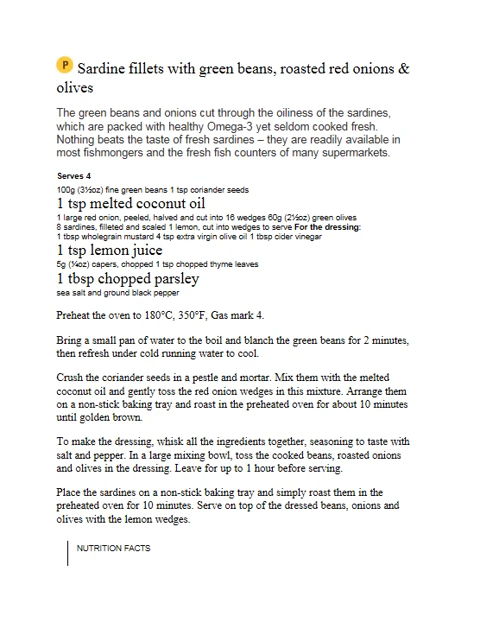 P Sardine fillets with green beans, roasted red onions &
olives
The green beans and onions cut through the oiliness of the sardines,
which are packed with healthy Omega-3 yet seldom cooked fresh.
Nothing beats the taste of fresh sardines – they are readily available in
most fishmongers and the fresh fish counters of many supermarkets.
Serves 4
100g (3½oz) fine green beans 1 tsp coriander seeds
1 tsp melted coconut oil
1 large red onion, peeled, halved and cut into 16 wedges 60g (2½oz) green olives
8 sardines, filleted and scaled 1 lemon, cut into wedges to serve For the dressing:
1 tbsp wholegrain mustard 4 tsp extra virgin olive oil 1 tbsp cider vinegar
1 tsp lemon juice
5g (¼oz) capers, chopped 1 tsp chopped thyme leaves
1 tbsp chopped parsley
sea salt and ground black pepper
Preheat the oven to 180°C, 350°F, Gas mark 4.
Bring a small pan of water to the boil and blanch the green beans for 2 minutes,
then refresh under cold running water to cool.
Crush the coriander seeds in a pestle and mortar. Mix them with the melted
coconut oil and gently toss the red onion wedges in this mixture. Arrange them
on a non-stick baking tray and roast in the preheated oven for about 10 minutes
until golden brown.
To make the dressing, whisk all the ingredients together, seasoning to taste with
salt and pepper. In a large mixing bowl, toss the cooked beans, roasted onions
and olives in the dressing. Leave for up to 1 hour before serving.
Place the sardines on a non-stick baking tray and simply roast them in the
preheated oven for 10 minutes. Serve on top of the dressed beans, onions and
olives with the lemon wedges.
NUTRITION FACTS